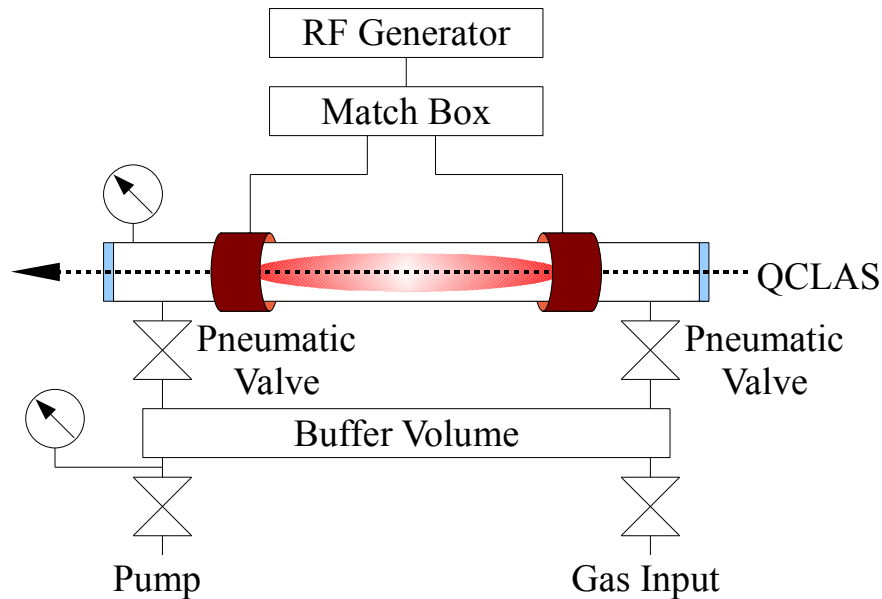 RF Generator
Match Box
QCLAS
Pneumatic
Valve
Pneumatic
Valve
Buffer Volume
Pump
Gas Input